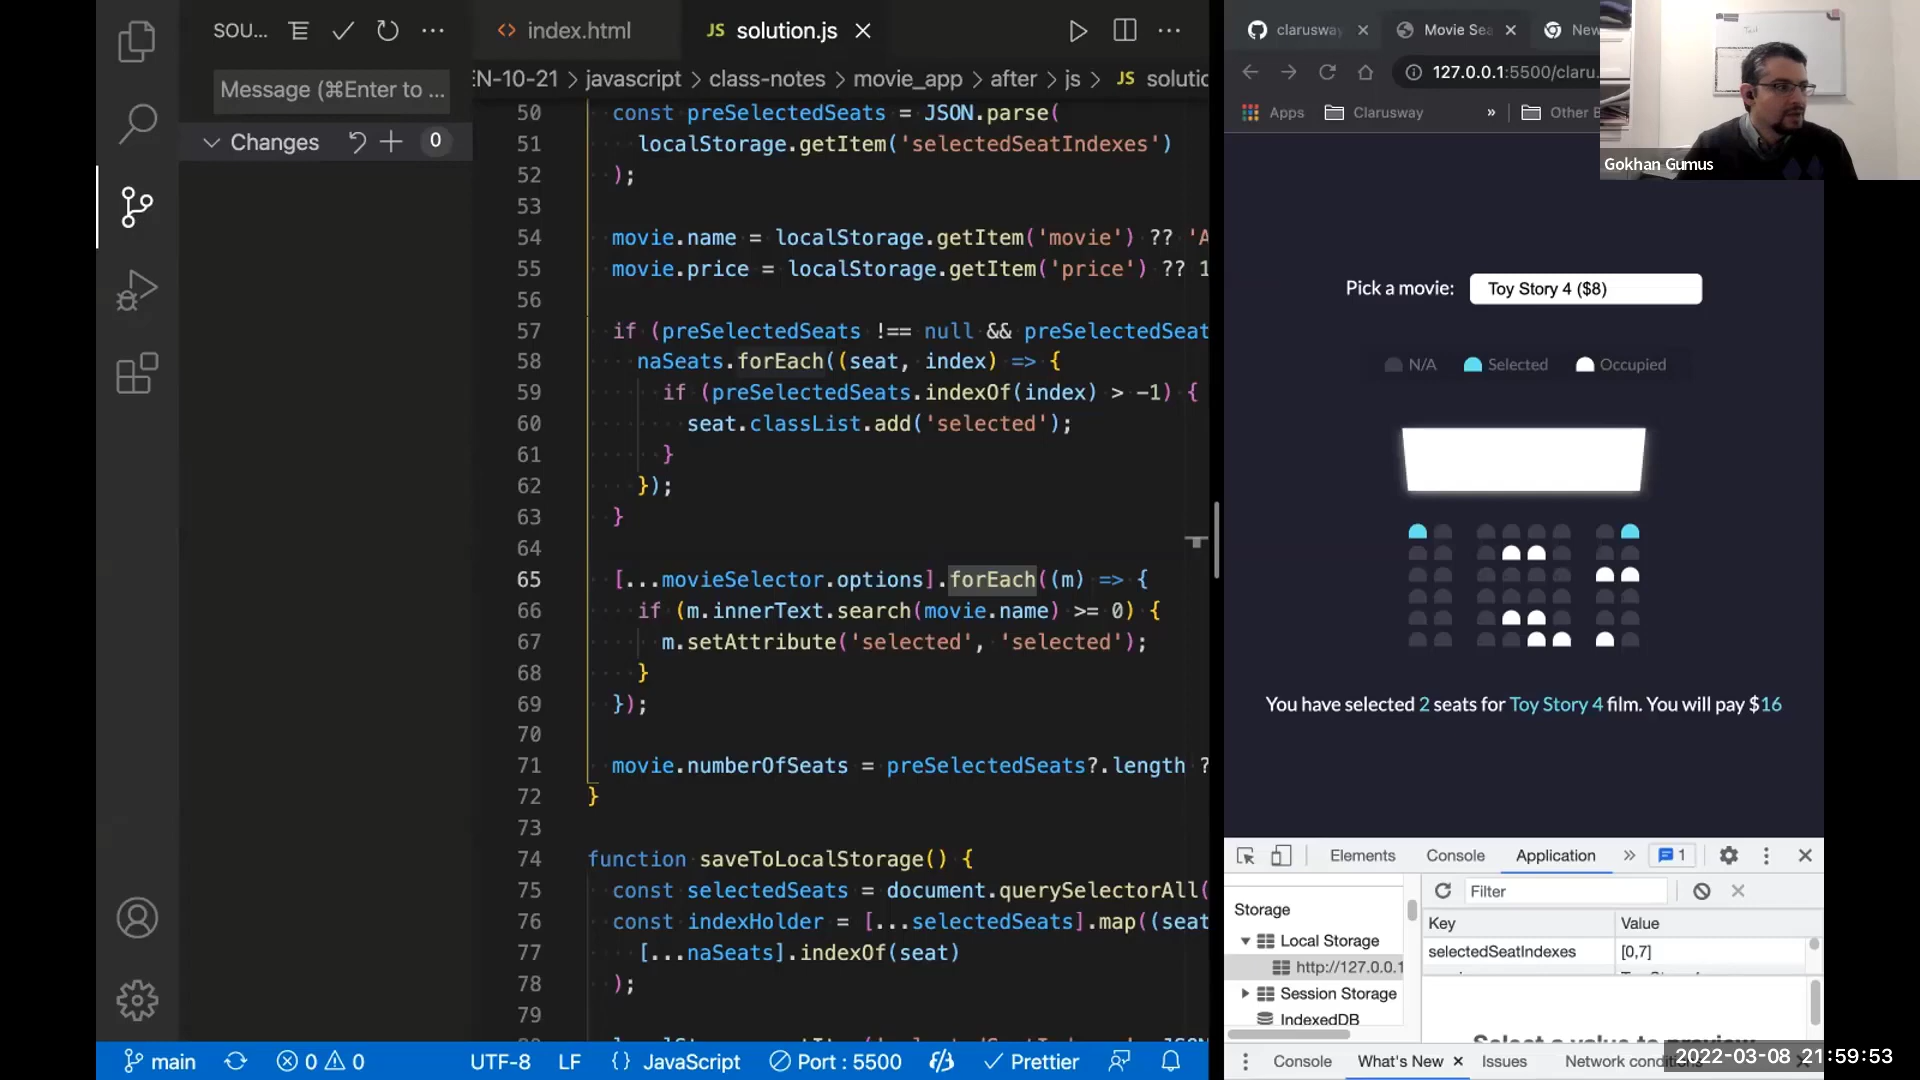 SOU...
index.html
JS solution.js
Message (⌘Enter to ...
EN-10-21 > javascript > class-notes > movie_app > after > js > JS solutio
Changes 0
50 const preSelectedSeats = JSON.parse(
51 localStorage.getItem('selectedSeatIndexes')
52 );
53
54 movie.name = localStorage.getItem('movie') ?? 'A
55 movie.price = localStorage.getItem('price') ?? 1
56
57 if (preSelectedSeats !== null && preSelectedSeat
58 naSeats.forEach((seat, index) => {
59 if (preSelectedSeats.indexOf(index) > -1) {
60 seat.classList.add('selected');
61 }
62 });
63 }
64
65 [...movieSelector.options].forEach((m) => {
66 if (m.innerText.search(movie.name) >= 0) {
67 m.setAttribute('selected', 'selected');
68 }
69 });
70
71 movie.numberOfSeats = preSelectedSeats?.length ?
72 }
73
74 function saveToLocalStorage() {
75 const selectedSeats = document.querySelectorAll(
76 const indexHolder = [...selectedSeats].map((seat
77 [...naSeats].indexOf(seat)
78 );
79
main 0 0 UTF-8 LF {} JavaScript Port : 5500 Prettier
clarusway
Movie Sea
New
127.0.0.1:5500/claru.
Apps Clarusway » Other B
Gokhan Gumus
Pick a movie: Toy Story 4 ($8)
N/A Selected Occupied
You have selected 2 seats for Toy Story 4 film. You will pay $16
Elements Console Application » 1
Filter
Storage
Local Storage
http://127.0.0.1
Session Storage
IndexedDB
Key Value
selectedSeatIndexes [0,7]
Console What's New Issues Network condi
2022-03-08 21:59:53